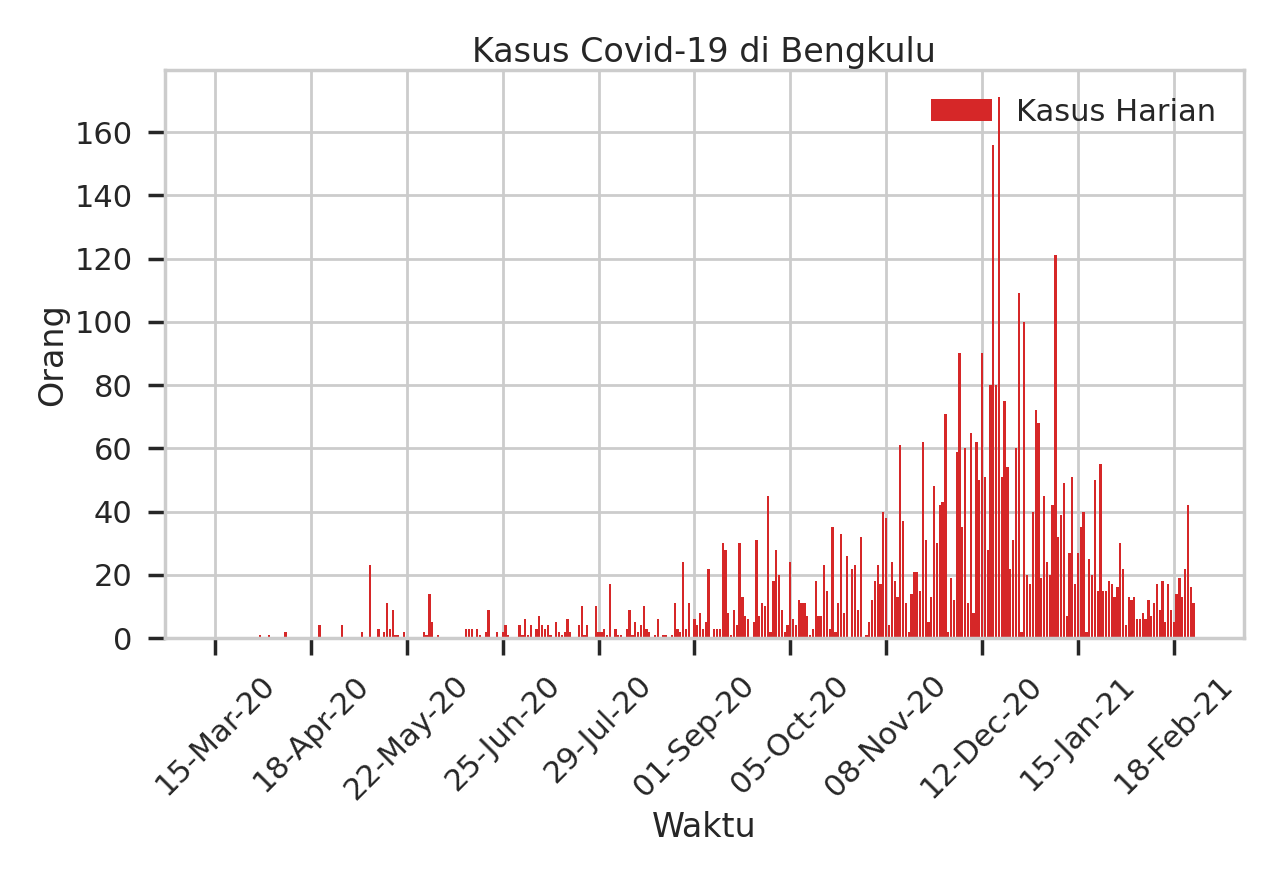 Kasus Covid-19 di Bengkulu
Kasus Harian
Orang
160
140
120
100
80
60
40
20
0
15-Mar-20
18-Apr-20
22-May-20
25-Jun-20
29-Jul-20
01-Sep-20
05-Oct-20
08-Nov-20
12-Dec-20
15-Jan-21
18-Feb-21
Waktu